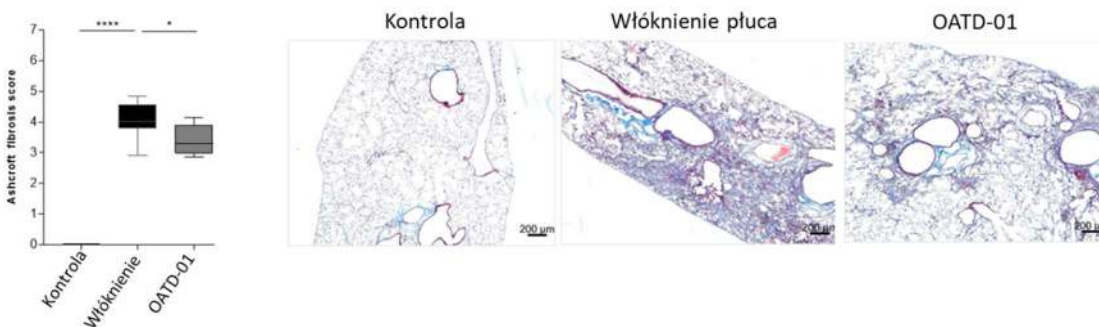 Kontrola Włóknienie płuca OATD-01
**** *
Ashcroft fibrosis score
7
6
5
4
3
2
1
0
Kontrola
Włóknienie
OATD-01
200 µm 200 µm 200 µm